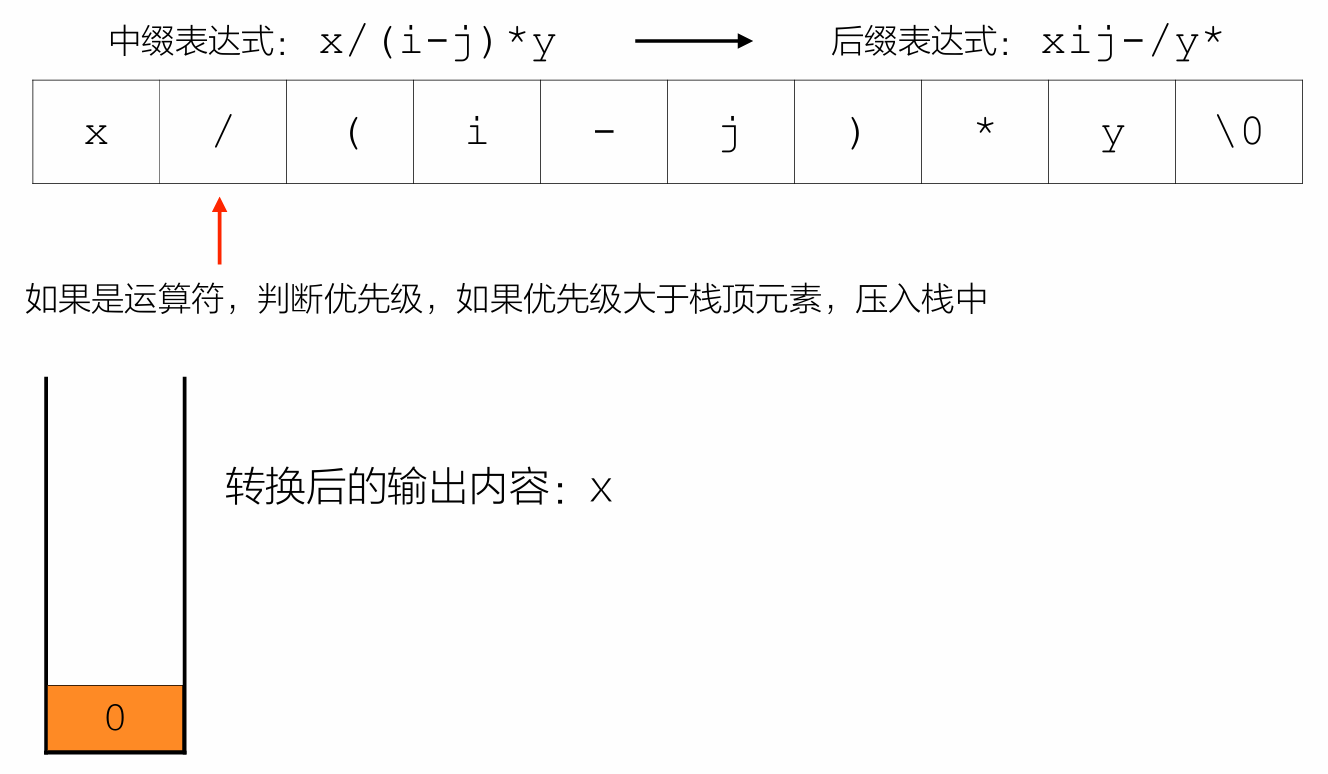 中缀表达式：x/(i-j)*y 后缀表达式：xij-/y*
x / ( i - j ) * y \0
如果是运算符，判断优先级，如果优先级大于栈顶元素，压入栈中
转换后的输出内容：x
0